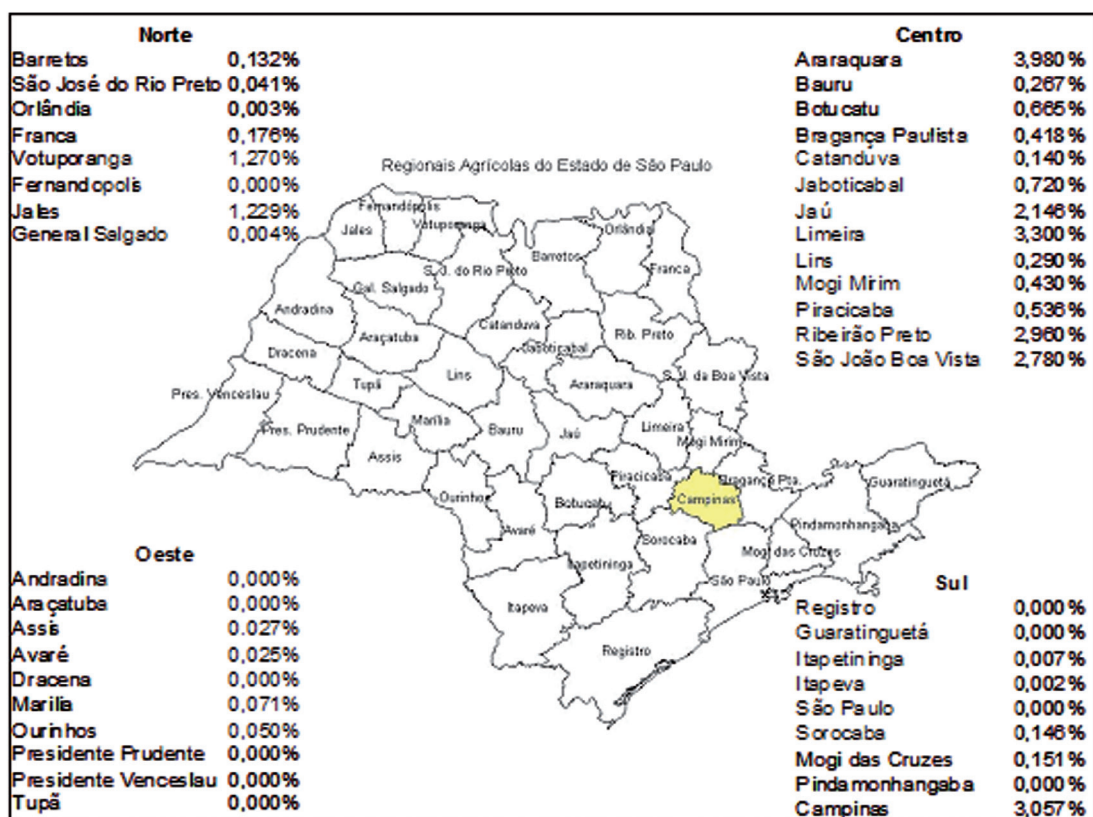 Norte
Barretos 0,132%
São José do Rio Preto 0,041%
Orlândia 0,003%
Franca 0,176%
Votuporanga 1,270%
Fernandopolis 0,000%
Jales 1,229%
General Salgado 0,004%
Centro
Araraquara 3,980%
Bauru 0,267%
Botucatu 0,665%
Bragança Paulista 0,418%
Catanduva 0,140%
Jaboticabal 0,720%
Jaú 2,146%
Limeira 3,300%
Lins 0,290%
Mogi Mirim 0,430%
Piracicaba 0,536%
Ribeirão Preto 2,960%
São João Boa Vista 2,780%
Regionais Agrícolas do Estado de São Paulo
Fernandópolis
Jales
Votuporanga
Orlândia
S. J. do Rio Preto
Barretos
Franca
Gal. Salgado
Andradina
Catanduva
Rib. Preto
Araçatuba
Jaboticabal
Dracena
Lins
Araraquara
S. J. da Boa Vista
Tupã
Pres. Venceslau
Marília
Pres. Prudente
Bauru
Jaú
Limeira
Mogi Mirim
Assis
Piracicaba
Bragança Pta.
Guaratinguetá
Ourinhos
Botucatu
Campinas
Avaré
Pindamonhangaba
Sorocaba
Mogi das Cruzes
Itapetininga
São Paulo
Itapeva
Registro
Oeste
Andradina 0,000%
Araçatuba 0,000%
Assis 0.027%
Avaré 0,025%
Dracena 0,000%
Marilia 0,071%
Ourinhos 0,050%
Presidente Prudente 0,000%
Presidente Venceslau 0,000%
Tupã 0,000%
Sul
Registro 0,000%
Guaratinguetá 0,000%
Itapetininga 0,007%
Itapeva 0,002%
São Paulo 0,000%
Sorocaba 0,146%
Mogi das Cruzes 0,151%
Pindamonhangaba 0,000%
Campinas 3,057%